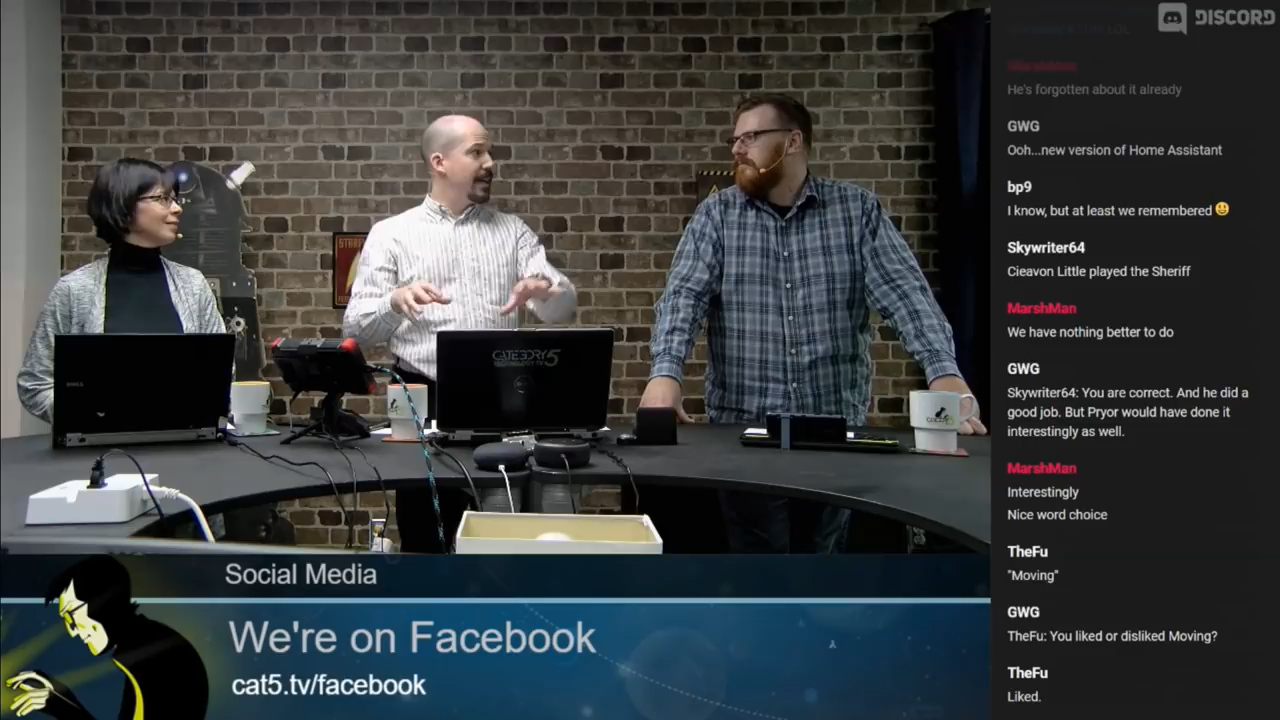 DISCORD
MarshMan
He's forgotten about it already
GWG
Ooh...new version of Home Assistant
bp9
I know, but at least we remembered 😃
Skywriter64
Cieavon Little played the Sheriff
MarshMan
We have nothing better to do
GWG
Skywriter64: You are correct. And he did a
good job. But Pryor would have done it
interestingly as well.
MarshMan
Interestingly
Nice word choice
TheFu
"Moving"
GWG
TheFu: You liked or disliked Moving?
TheFu
Liked.
CATEGORY5
TECHNOLOGY TV
DELL
Social Media
We're on Facebook
cat5.tv/facebook